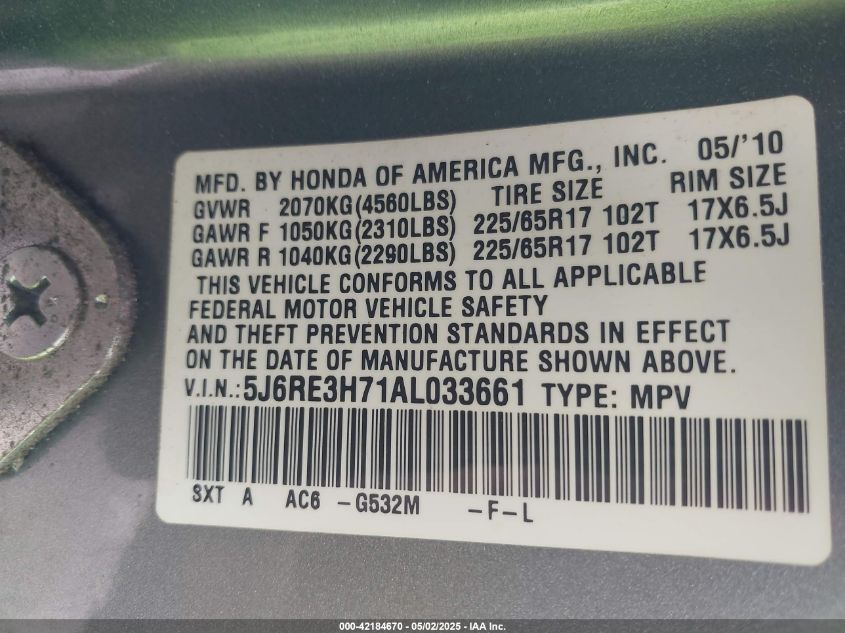 MFD. BY HONDA OF AMERICA MFG., INC. 05/'10
GVWR 2070KG(4560LBS) TIRE SIZE RIM SIZE
GAWR F 1050KG(2310LBS) 225/65R17 102T 17X6.5J
GAWR R 1040KG(2290LBS) 225/65R17 102T 17X6.5J
THIS VEHICLE CONFORMS TO ALL APPLICABLE
FEDERAL MOTOR VEHICLE SAFETY
AND THEFT PREVENTION STANDARDS IN EFFECT
ON THE DATE OF MANUFACTURE SHOWN ABOVE.
V.I.N.:5J6RE3H71AL033661 TYPE: MPV
SXT A AC6 -G532M -F-L
000-42184670 - 05/02/2025 - IAA Inc.